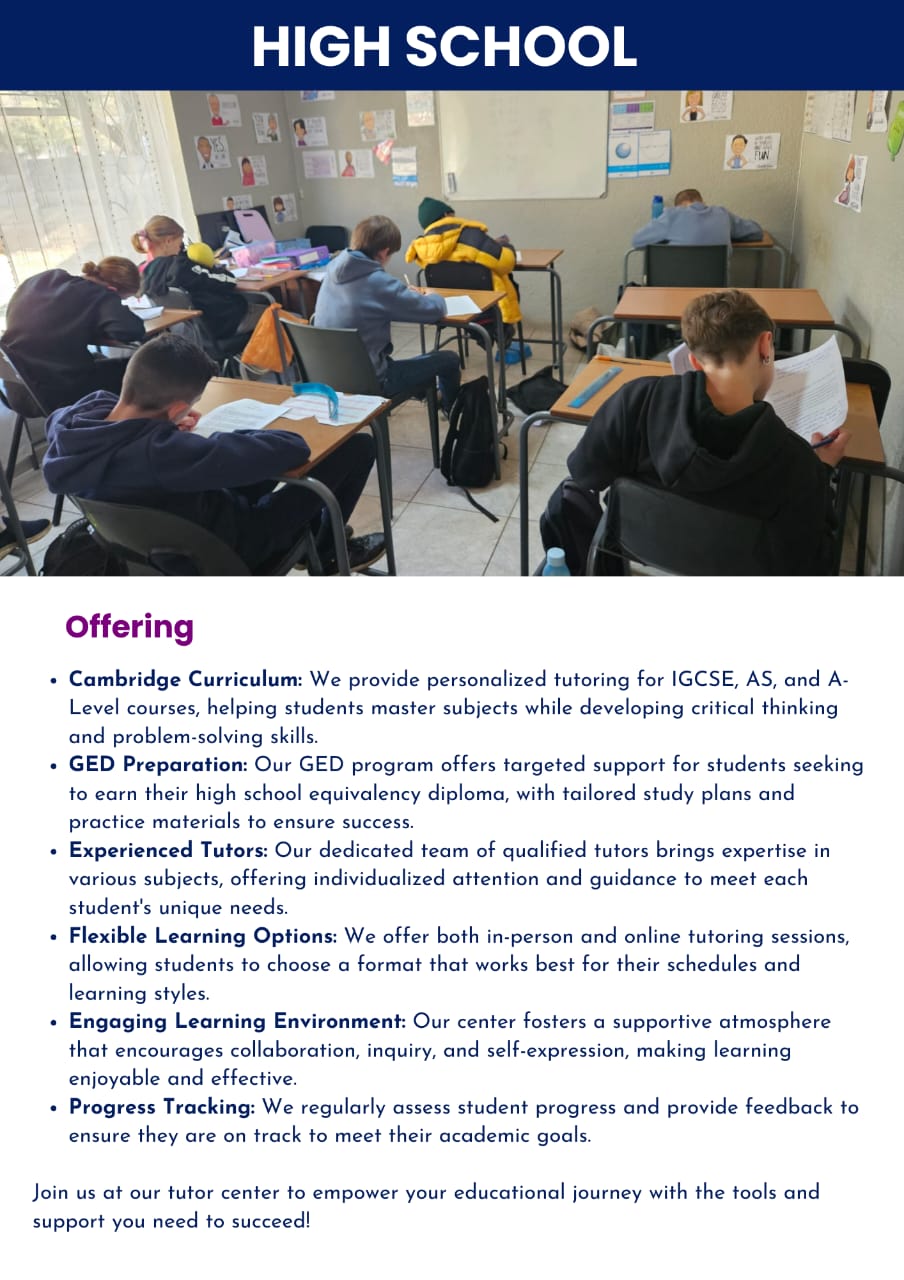 HIGH SCHOOL
YES
FUN
Offering
• Cambridge Curriculum: We provide personalized tutoring for IGCSE, AS, and A-
Level courses, helping students master subjects while developing critical thinking
and problem-solving skills.
• GED Preparation: Our GED program offers targeted support for students seeking
to earn their high school equivalency diploma, with tailored study plans and
practice materials to ensure success.
• Experienced Tutors: Our dedicated team of qualified tutors brings expertise in
various subjects, offering individualized attention and guidance to meet each
student's unique needs.
• Flexible Learning Options: We offer both in-person and online tutoring sessions,
allowing students to choose a format that works best for their schedules and
learning styles.
• Engaging Learning Environment: Our center fosters a supportive atmosphere
that encourages collaboration, inquiry, and self-expression, making learning
enjoyable and effective.
• Progress Tracking: We regularly assess student progress and provide feedback to
ensure they are on track to meet their academic goals.
Join us at our tutor center to empower your educational journey with the tools and
support you need to succeed!